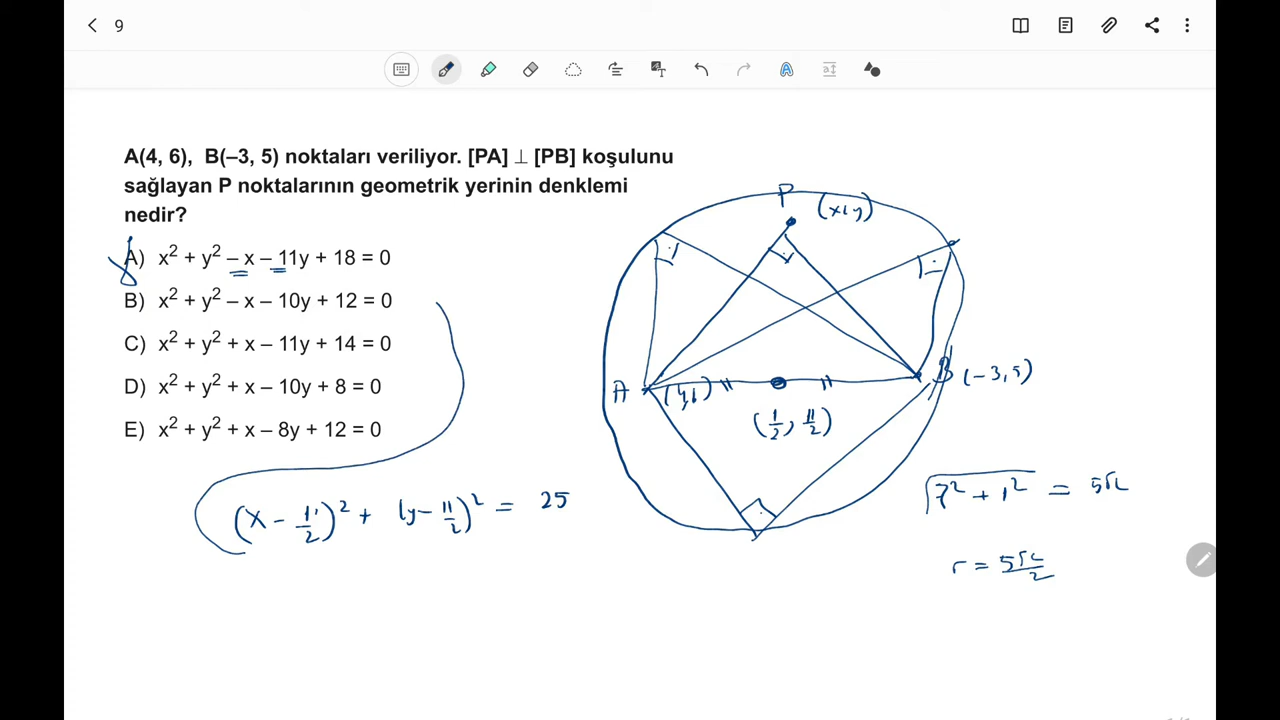 9
A(4, 6), B(–3, 5) noktaları veriliyor. [PA] ⊥ [PB] koşulunu
sağlayan P noktalarının geometrik yerinin denklemi
nedir?
A) x² + y² – x – 11y + 18 = 0
B) x² + y² – x – 10y + 12 = 0
C) x² + y² + x – 11y + 14 = 0
D) x² + y² + x – 10y + 8 = 0
E) x² + y² + x – 8y + 12 = 0
P (x,y)
A (4,6)
B (-3,5)
(1/2, 11/2)
(x - 1/2)² + (y - 11/2)² = 25
√(7² + 1²) = 5√2
r = 5√2/2